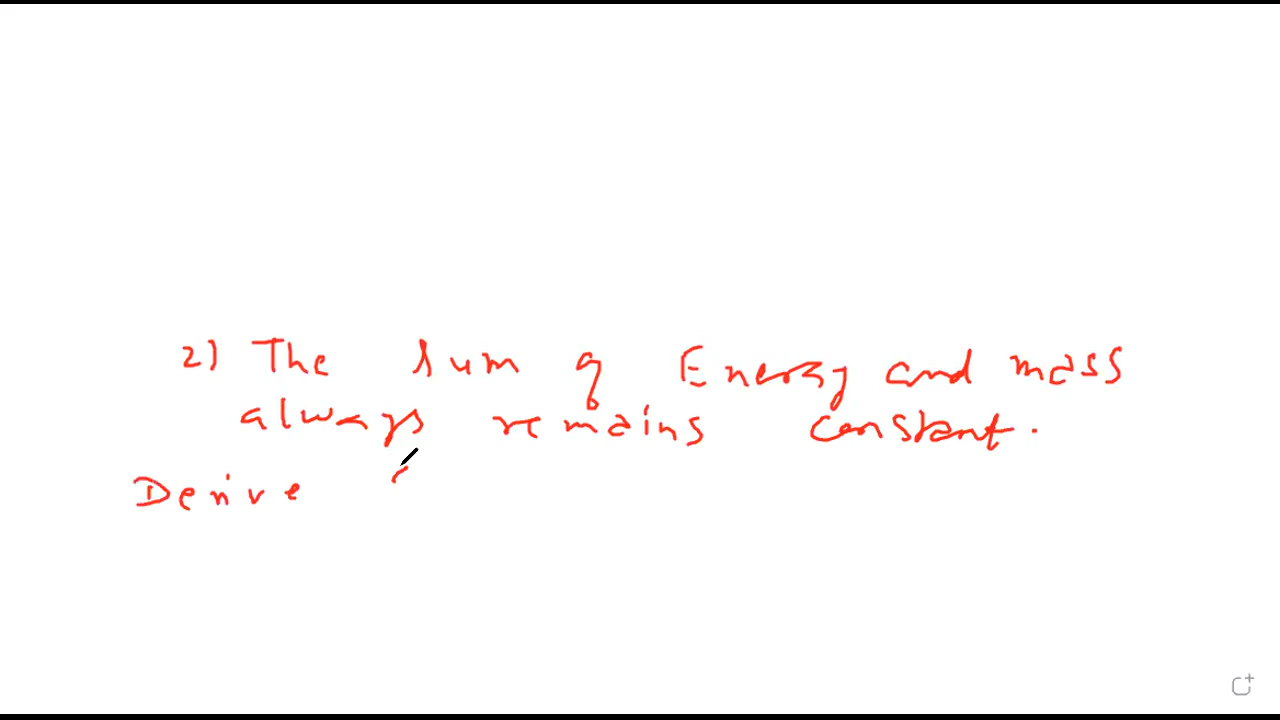 2) The sum of Energy and mass
always remains constant.
Derive